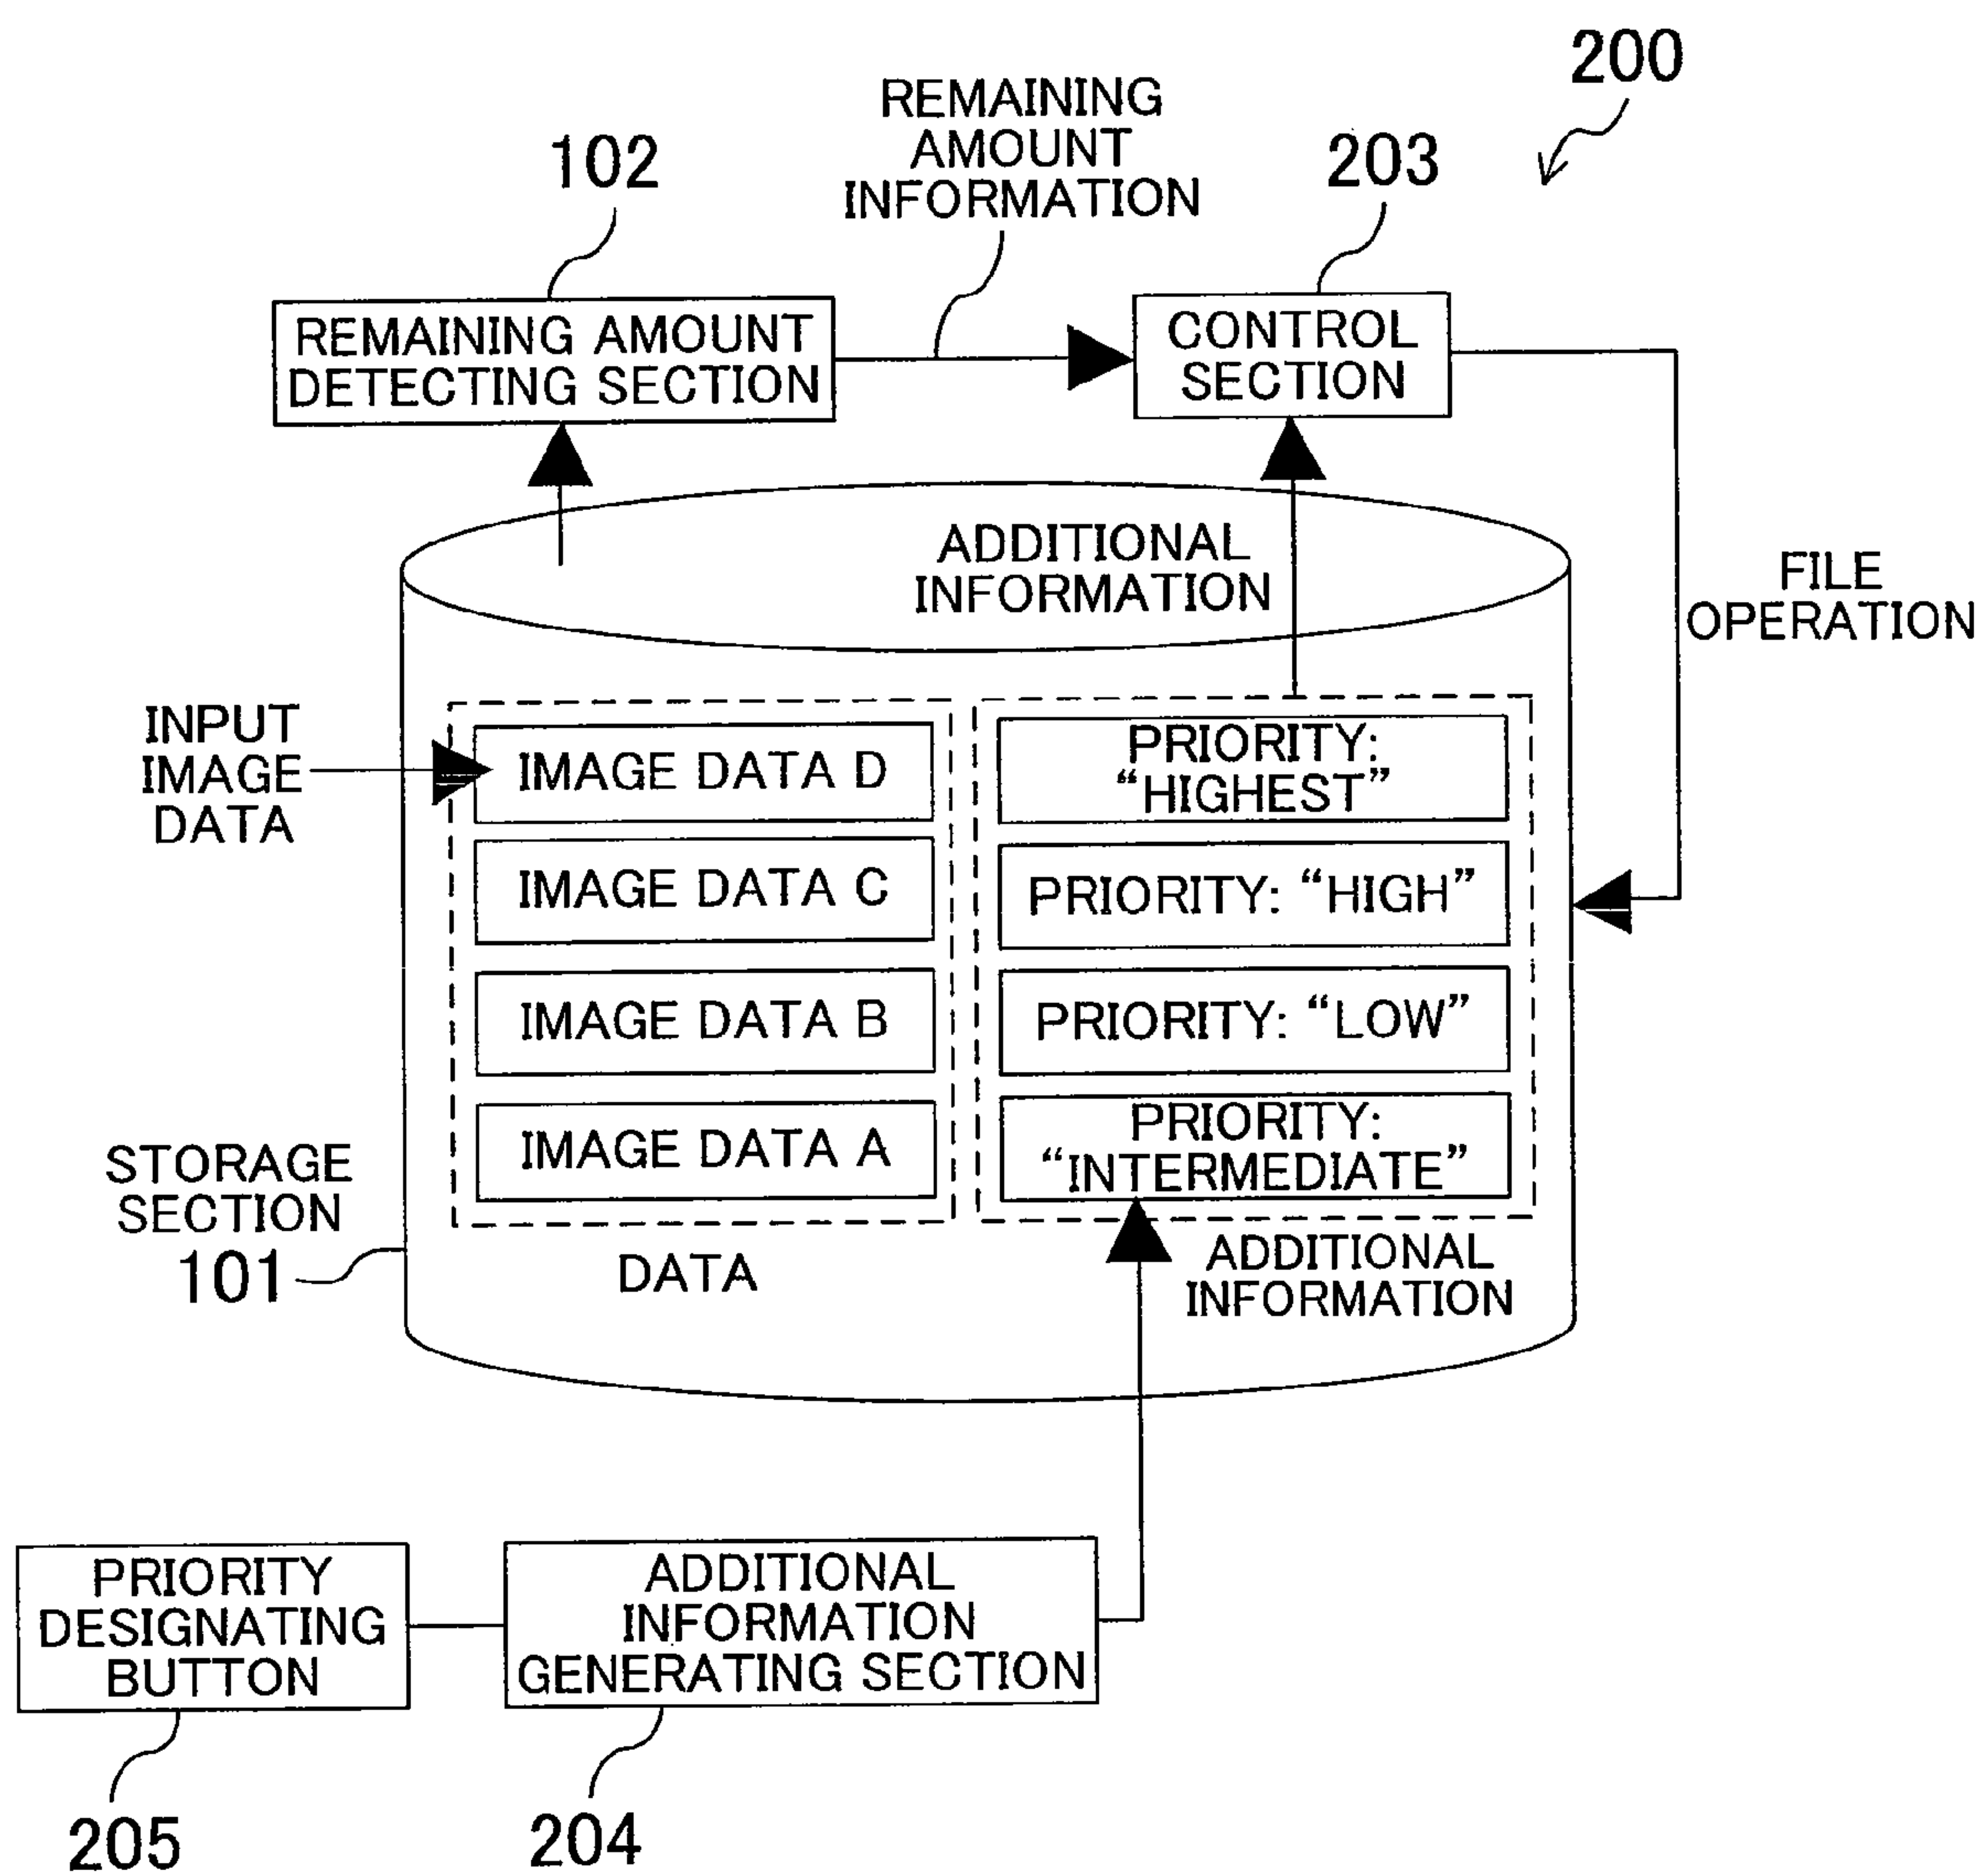 200
REMAINING
AMOUNT
INFORMATION
102
203
REMAINING AMOUNT
DETECTING SECTION
CONTROL
SECTION
ADDITIONAL
INFORMATION
FILE
OPERATION
INPUT
IMAGE
DATA
IMAGE DATA D
PRIORITY:
“HIGHEST”
IMAGE DATA C
PRIORITY: “HIGH”
IMAGE DATA B
PRIORITY: “LOW”
IMAGE DATA A
PRIORITY:
“INTERMEDIATE”
STORAGE
SECTION
101
DATA
ADDITIONAL
INFORMATION
PRIORITY
DESIGNATING
BUTTON
ADDITIONAL
INFORMATION
GENERATING SECTION
205
204